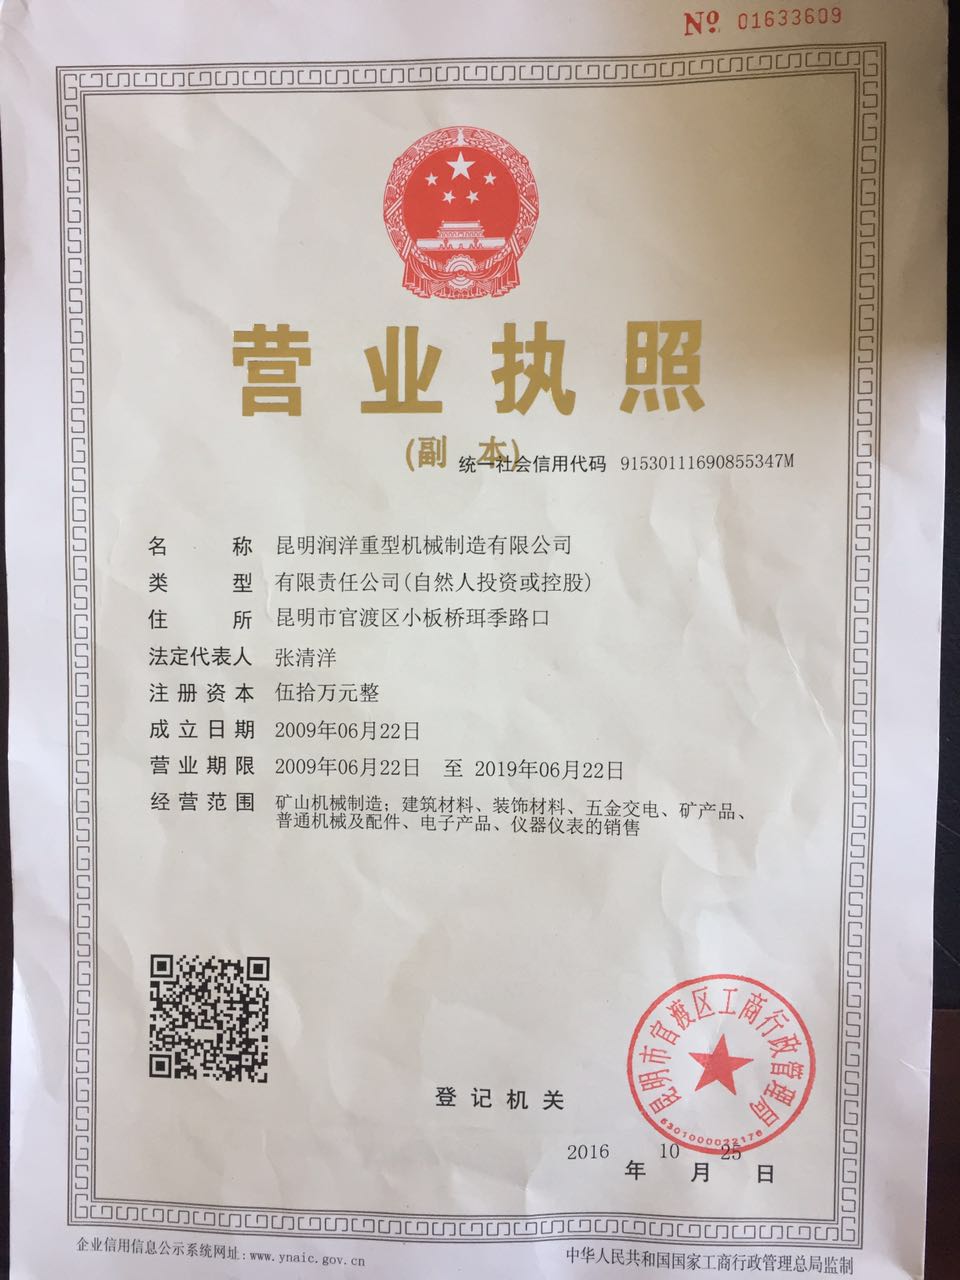 № 01633609
营业执照
(副 本)
统一社会信用代码 91530111690855347M
名称 昆明润洋重型机械制造有限公司
类型 有限责任公司(自然人投资或控股)
住所 昆明市官渡区小板桥珥季路口
法定代表人 张清洋
注册资本 伍拾万元整
成立日期 2009年06月22日
营业期限 2009年06月22日 至 2019年06月22日
经营范围 矿山机械制造；建筑材料、装饰材料、五金交电、矿产品、
普通机械及配件、电子产品、仪器仪表的销售
昆明市官渡区工商行政管理局
登记机关
5301000022176
2016年10月25日
企业信用信息公示系统网址:www.ynaic.gov.cn
中华人民共和国国家工商行政管理总局监制